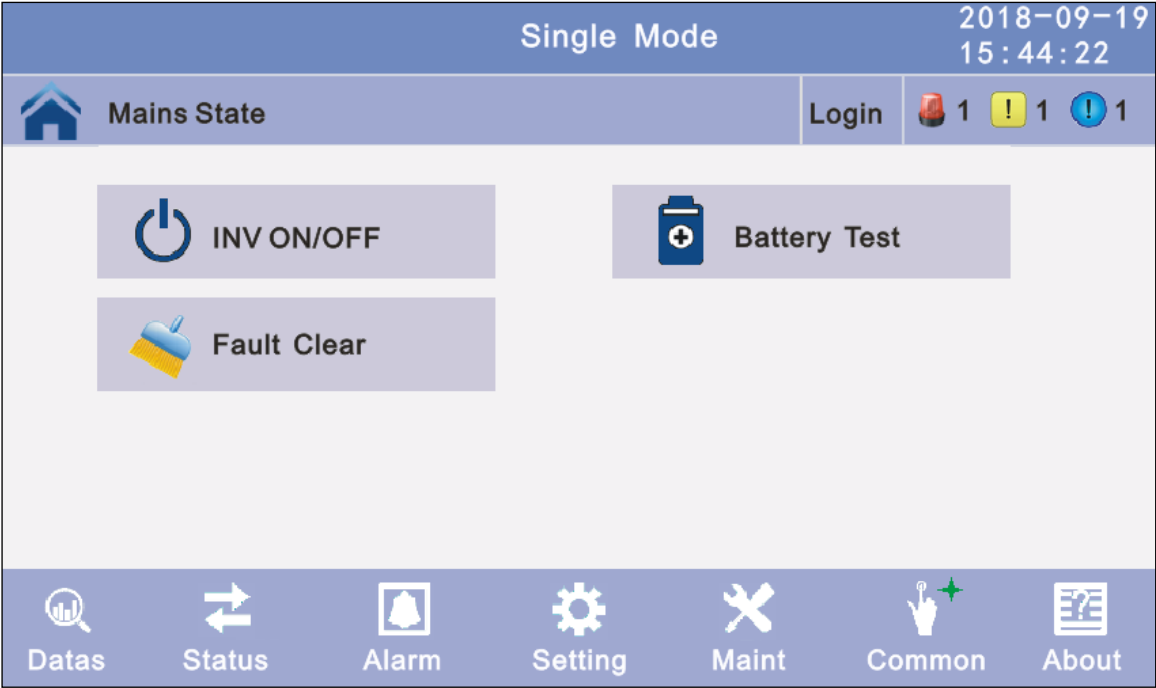 Single Mode
2018-09-19
15:44:22
Mains State
Login
1
! 1
! 1
INV ON/OFF
Battery Test
Fault Clear
Datas
Status
Alarm
Setting
Maint
Common
About